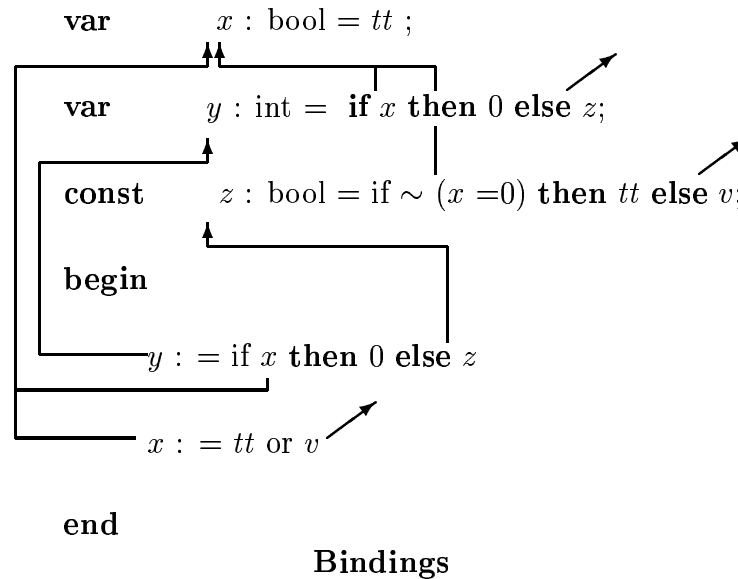 var x : bool = tt ;
var y : int = if x then 0 else z;
const z : bool = if ∼ (x =0) then tt else v;
begin
y : = if x then 0 else z
x : = tt or v
end
Bindings